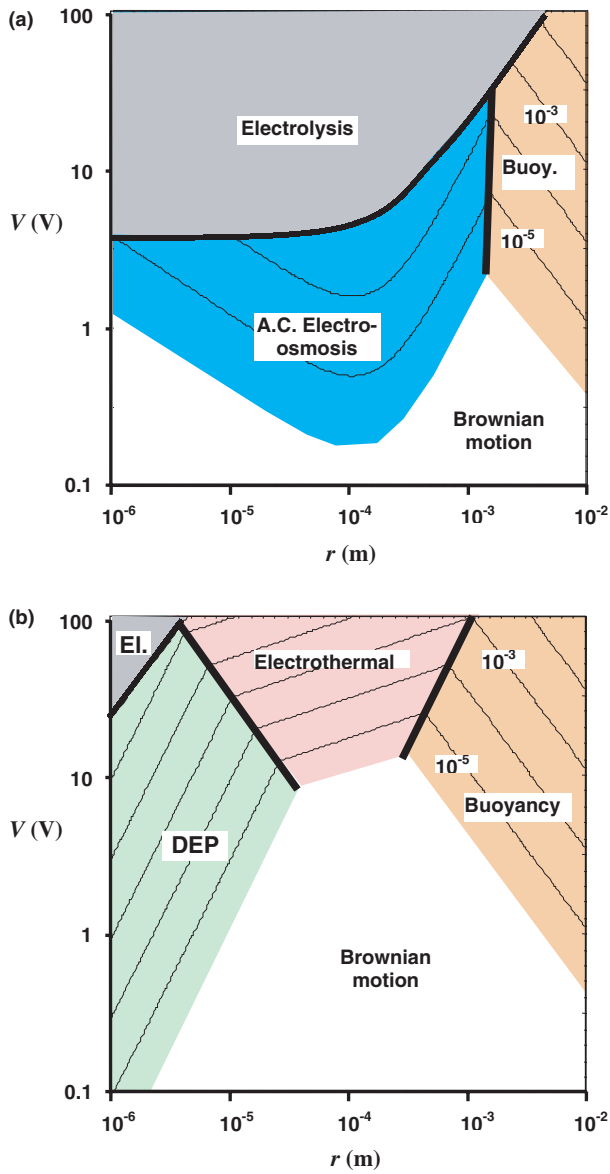 (a)
100
10
1
0.1
V (V)
Electrolysis
10-3
Buoy.
10-5
A.C. Electro-
osmosis
Brownian
motion
10-6
10-5
10-4
10-3
10-2
r (m)
(b)
100
10
1
0.1
V (V)
El.
Electrothermal
10-3
10-5
Buoyancy
DEP
Brownian
motion
10-6
10-5
10-4
10-3
10-2
r (m)